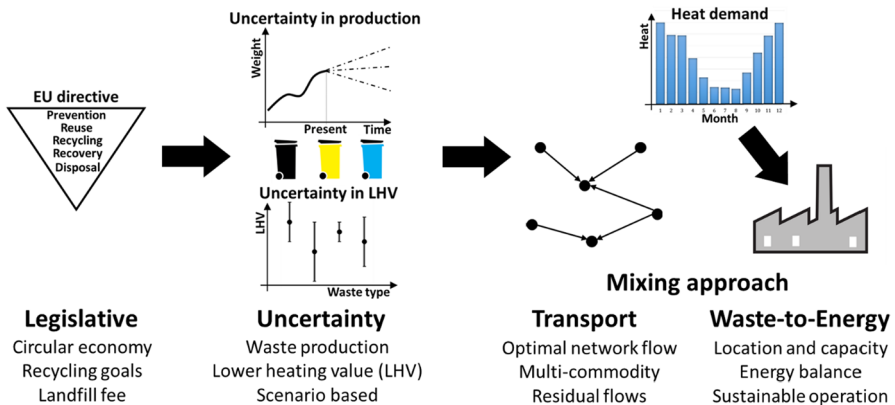 EU directive
Prevention
Reuse
Recycling
Recovery
Disposal
Uncertainty in production
Weight
Present
Time
Uncertainty in LHV
LHV
Waste type
Heat demand
Heat
1 2 3 4 5 6 7 8 9 10 11 12
Month
Mixing approach
Legislative
Circular economy
Recycling goals
Landfill fee
Uncertainty
Waste production
Lower heating value (LHV)
Scenario based
Transport
Optimal network flow
Multi-commodity
Residual flows
Waste-to-Energy
Location and capacity
Energy balance
Sustainable operation